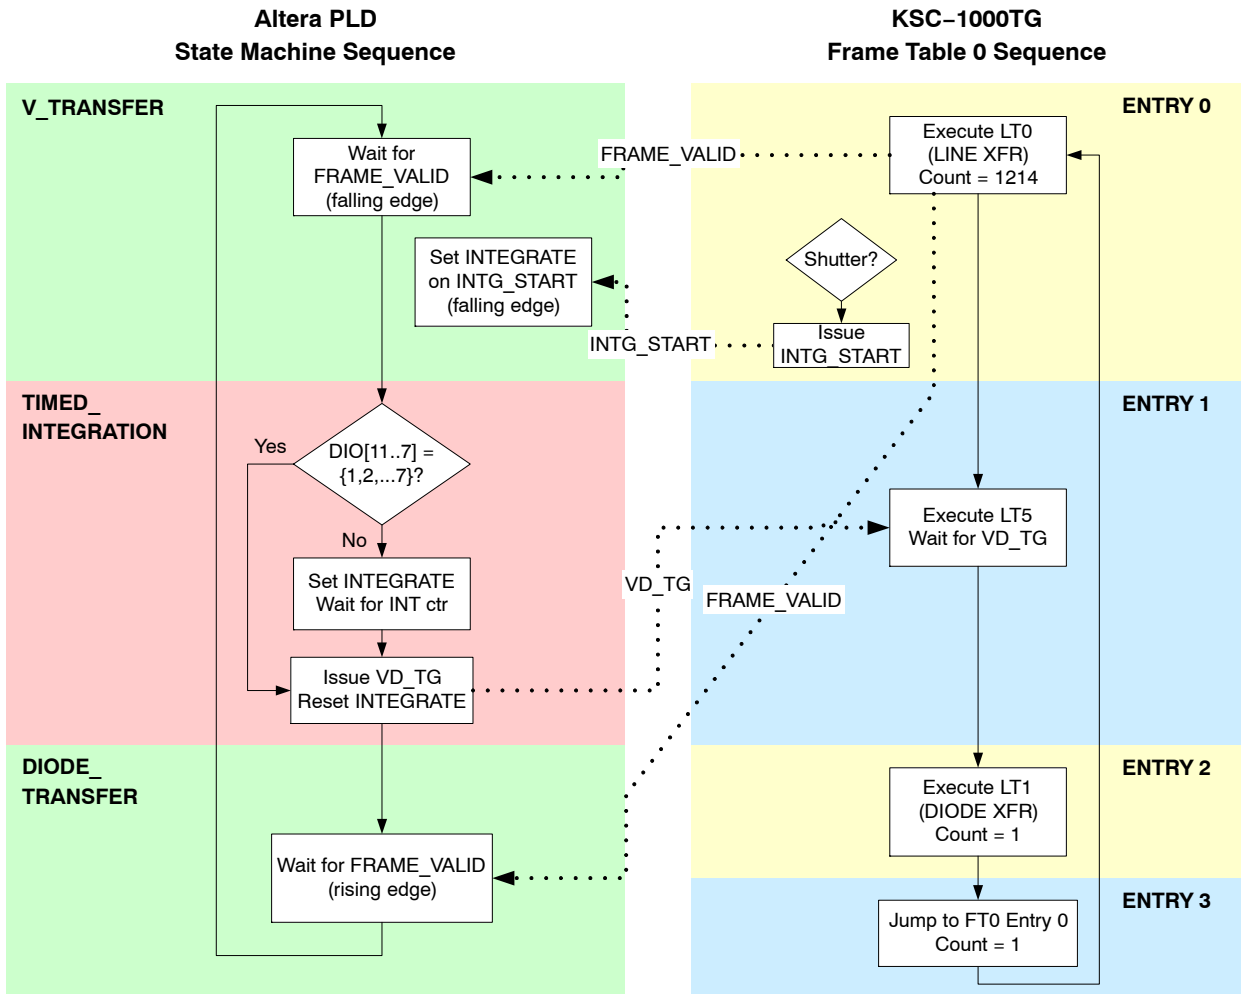 Altera PLD
State Machine Sequence
KSC−1000TG
Frame Table 0 Sequence
V_TRANSFER
Wait for
FRAME_VALID
(falling edge)
Set INTEGRATE
on INTG_START
(falling edge)
FRAME_VALID
INTG_START
ENTRY 0
Execute LT0
(LINE XFR)
Count = 1214
Shutter?
Issue
INTG_START
TIMED_
INTEGRATION
Yes
DIO[11..7] =
{1,2,...7}?
No
Set INTEGRATE
Wait for INT ctr
Issue VD_TG
Reset INTEGRATE
VD_TG
FRAME_VALID
ENTRY 1
Execute LT5
Wait for VD_TG
DIODE_
TRANSFER
Wait for FRAME_VALID
(rising edge)
ENTRY 2
Execute LT1
(DIODE XFR)
Count = 1
ENTRY 3
Jump to FT0 Entry 0
Count = 1